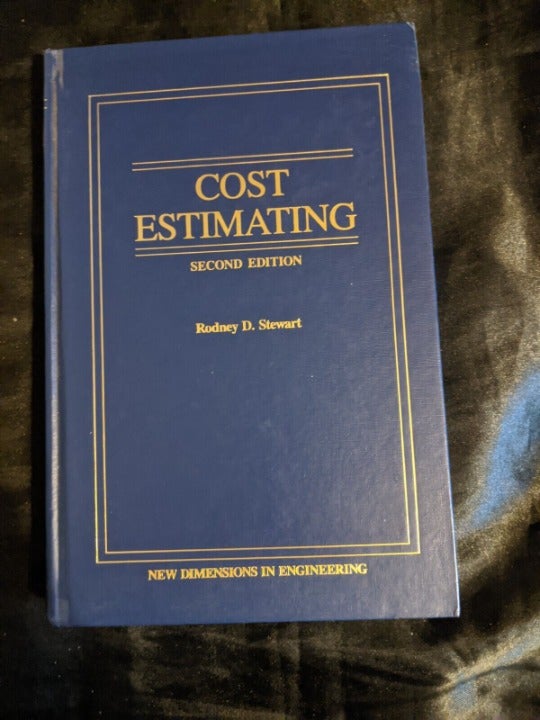 COST
ESTIMATING
SECOND EDITION
Rodney D. Stewart
NEW DIMENSIONS IN ENGINEERING